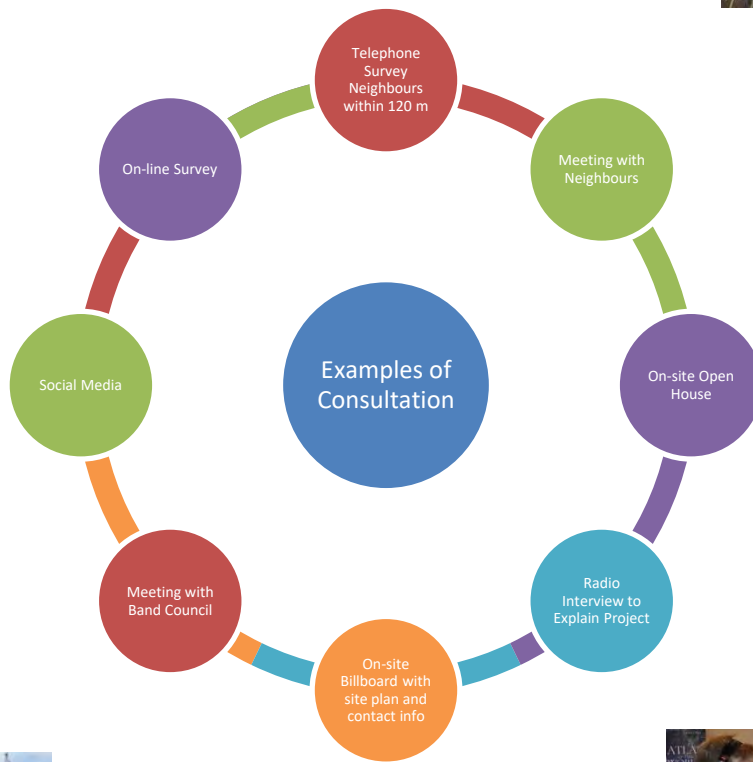 Telephone
Survey
Neighbours
within 120 m
Meeting with
Neighbours
On-site Open
House
Radio
Interview to
Explain Project
On-site
Billboard with
site plan and
contact info
Meeting with
Band Council
Social Media
On-line Survey
Examples of
Consultation
ATLA